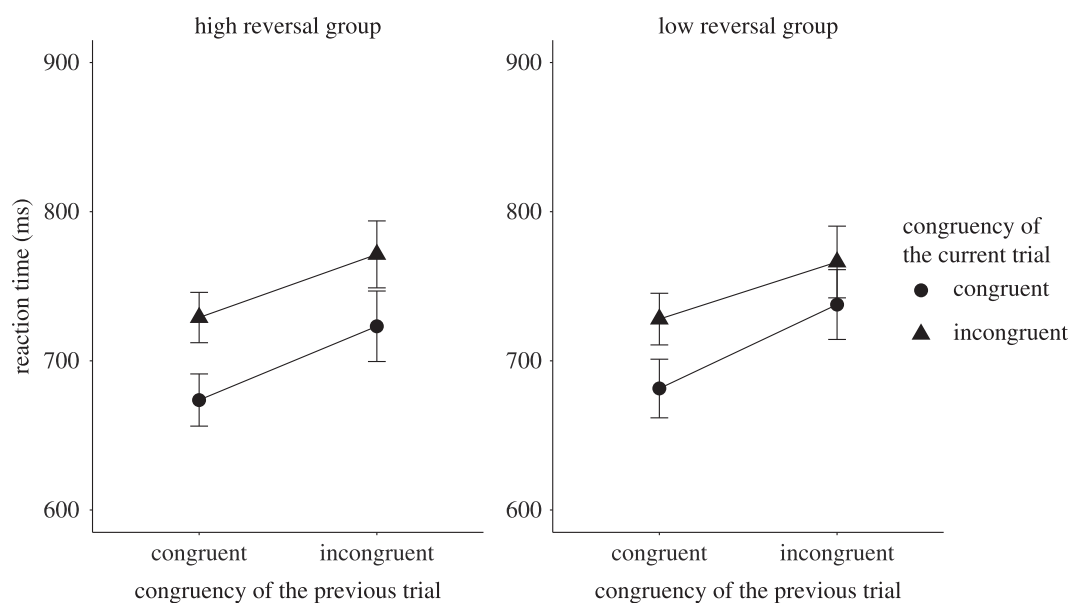 high reversal group
low reversal group
reaction time (ms)
900
800
700
600
congruent
incongruent
congruency of the previous trial
900
800
700
600
congruent
incongruent
congruency of the previous trial
congruency of
the current trial
congruent
incongruent